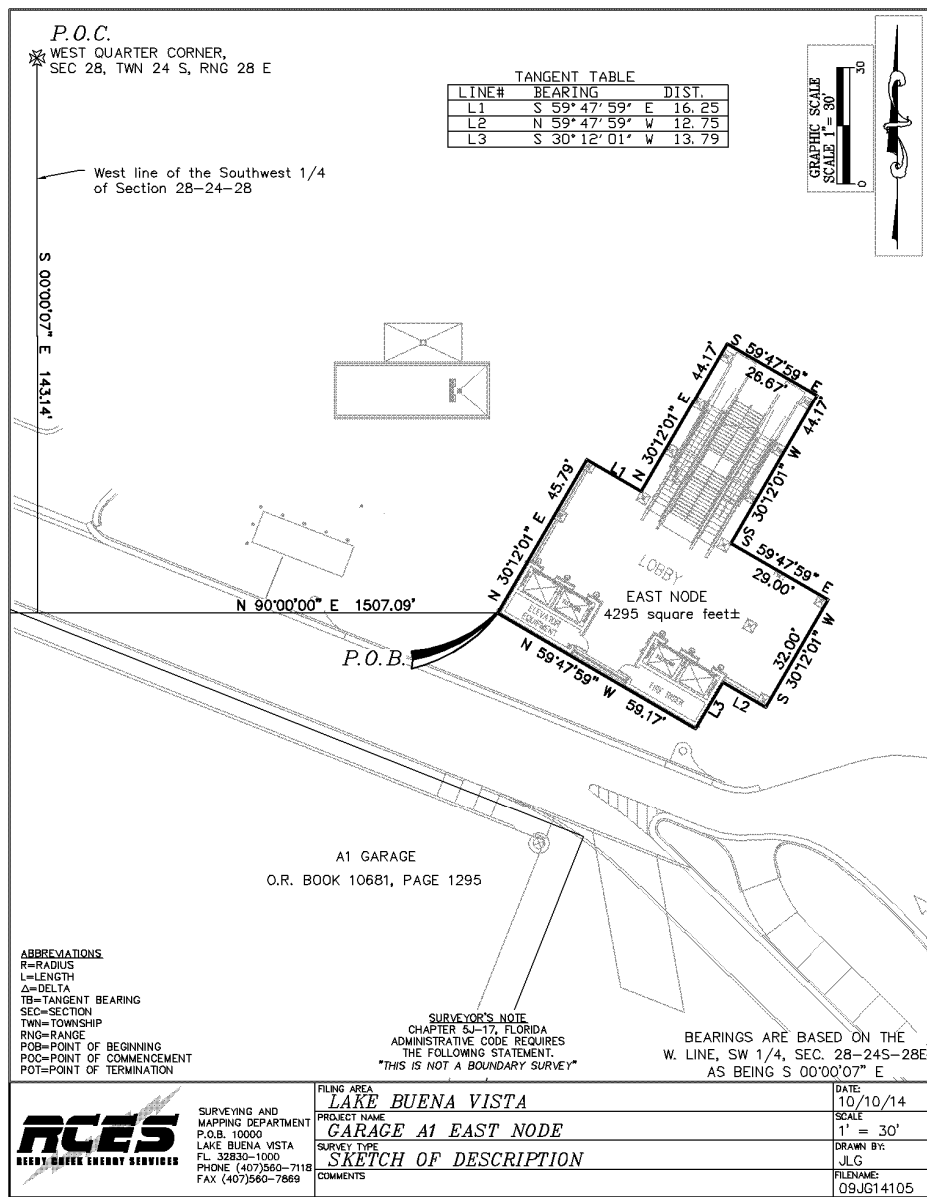 P.O.C.
WEST QUARTER CORNER,
SEC 28, TWN 24 S, RNG 28 E
TANGENT TABLE
LINE# BEARING DIST.
L1 S 59°47'59" E 16.25
L2 N 59°47'59" W 12.75
L3 S 30°12'01" W 13.79
GRAPHIC SCALE
SCALE 1" = 30'
0 30
West line of the Southwest 1/4
of Section 28-24-28
S 00°00'07" E 143.14'
N 90°00'00" E 1507.09'
P.O.B.
N 30°12'01" E 45.79'
L1
N 30°12'01" E 44.17'
S 59°47'59" E
26.67'
S 30°12'01" W 44.17'
S 59°47'59" E
29.00'
S 30°12'01" W
32.00'
L2
L3
N 59°47'59" W 59.17'
LOBBY
EAST NODE
4295 square feet±
ELEVATOR
EQUIPMENT
A1 GARAGE
O.R. BOOK 10681, PAGE 1295
ABBREVIATIONS
R=RADIUS
L=LENGTH
△=DELTA
TB=TANGENT BEARING
SEC=SECTION
TWN=TOWNSHIP
RNG=RANGE
POB=POINT OF BEGINNING
POC=POINT OF COMMENCEMENT
POT=POINT OF TERMINATION
SURVEYOR'S NOTE
CHAPTER 5J-17, FLORIDA
ADMINISTRATIVE CODE REQUIRES
THE FOLLOWING STATEMENT.
"THIS IS NOT A BOUNDARY SURVEY"
BEARINGS ARE BASED ON THE
W. LINE, SW 1/4, SEC. 28-24S-28E
AS BEING S 00°00'07" E
RCES
REEDY CREEK ENERGY SERVICES
SURVEYING AND
MAPPING DEPARTMENT
P.O.B. 10000
LAKE BUENA VISTA
FL. 32830-1000
PHONE (407)560-7118
FAX (407)560-7869
FILING AREA
LAKE BUENA VISTA
PROJECT NAME
GARAGE A1 EAST NODE
SURVEY TYPE
SKETCH OF DESCRIPTION
COMMENTS
DATE:
10/10/14
SCALE
1' = 30'
DRAWN BY:
JLG
FILENAME:
09JG14105